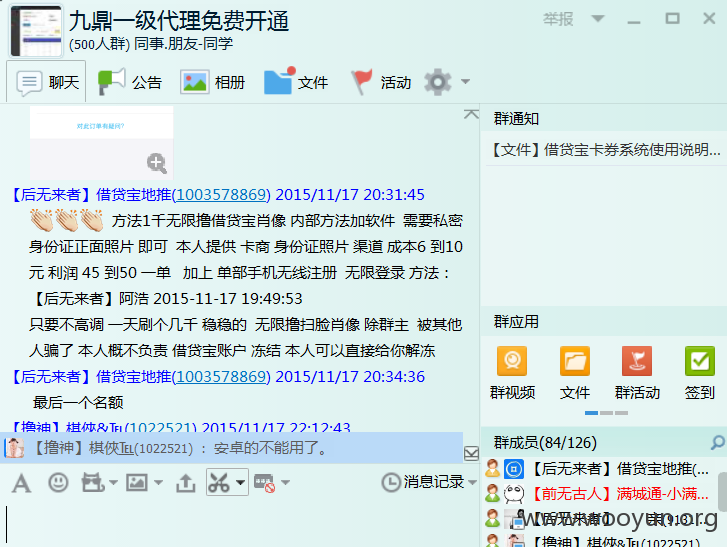 九鼎一级代理免费开通
举报
(500人群) 同事.朋友-同学
聊天 公告 相册 文件 活动
对此订单有疑问?
【后无来者】借贷宝地推(1003578869) 2015/11/17 20:31:45
方法1千无限撸借贷宝肖像 内部方法加软件 需要私密
身份证正面照片 即可 本人提供 卡商 身份证照片 渠道 成本6 到10
元 利润 45 到50 一单 加上 单部手机无线注册 无限登录 方法：
【后无来者】阿浩 2015-11-17 19:49:53
只要不高调 一天刷个几千 稳稳的 无限撸扫脸肖像 除群主 被其他
人骗了 本人概不负责 借贷宝账户 冻结 本人可以直接给你解冻
【后无来者】借贷宝地推(1003578869) 2015/11/17 20:34:36
最后一个名额
【撸神】棋俠&℡(1022521) 2015/11/17 22:12:43
【撸神】棋俠℡(1022521) ：安卓的不能用了。
消息记录
群通知
【文件】借贷宝卡券系统使用说明...
群应用
群视频 文件 群活动 签到
群成员(84/126)
【后无来者】借贷宝地推(...
【前无古人】满城通-小满...
【后无来者】
www.woyun.org
【撸神】棋俠&℡(1022521)